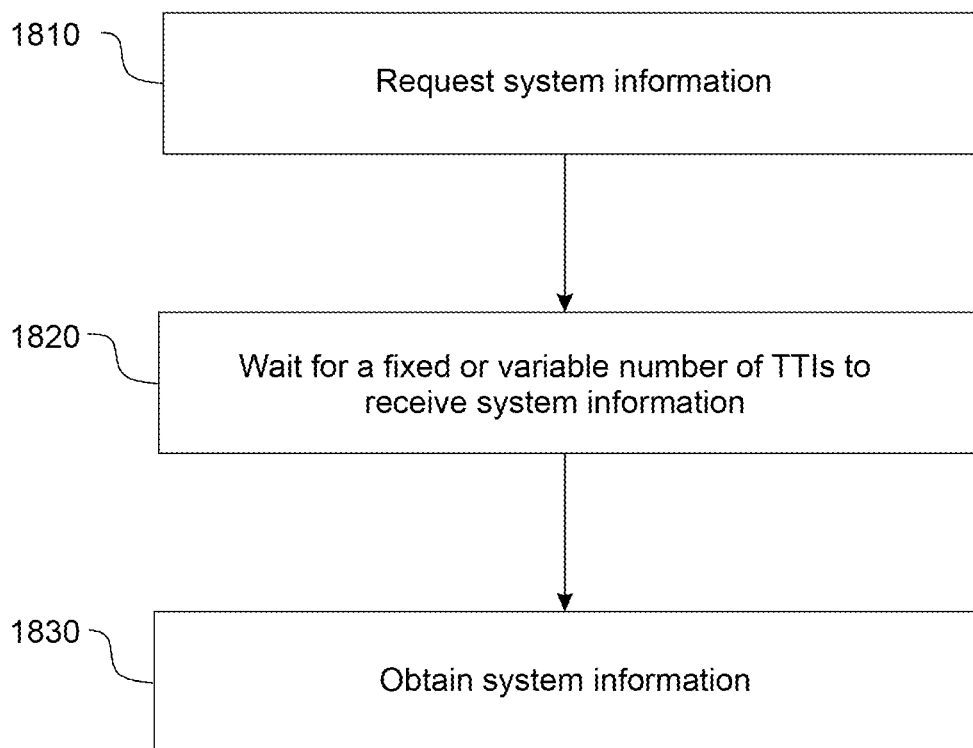 1810
Request system information
1820
Wait for a fixed or variable number of TTIs to
receive system information
1830
Obtain system information